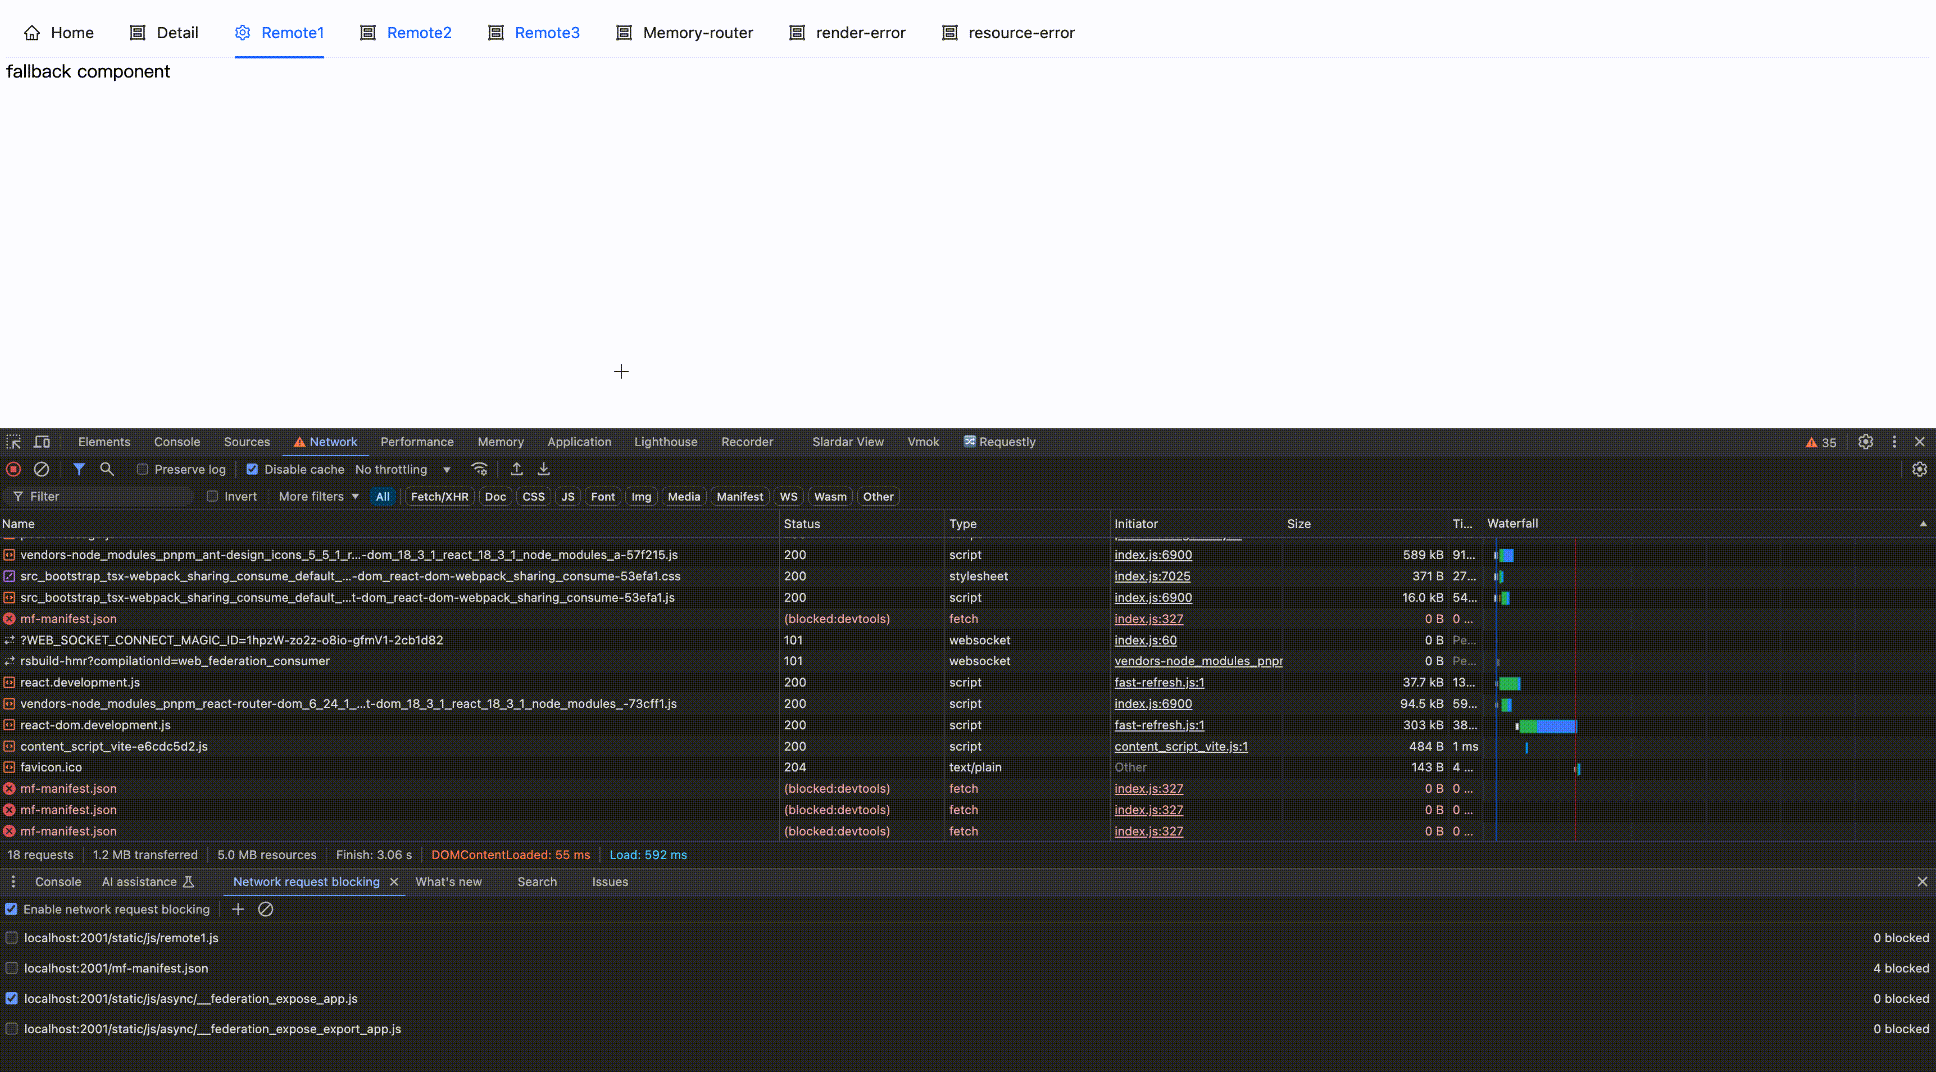 Home Detail Remote1 Remote2 Remote3 Memory-router render-error resource-error
fallback component
Elements Console Sources Network Performance Memory Application Lighthouse Recorder Slardar View Vmok Requestly 35
Preserve log Disable cache No throttling
Filter Invert More filters All Fetch/XHR Doc CSS JS Font Img Media Manifest WS Wasm Other
Name Status Type Initiator Size Ti... Waterfall
vendors-node_modules_pnpm_ant-design_icons_5_5_1_r...-dom_18_3_1_react_18_3_1_node_modules_a-57f215.js 200 script index.js:6900 589 kB 91...
src_bootstrap_tsx-webpack_sharing_consume_default_...-dom_react-dom-webpack_sharing_consume-53efa1.css 200 stylesheet index.js:7025 371 B 27...
src_bootstrap_tsx-webpack_sharing_consume_default_...t-dom_react-dom-webpack_sharing_consume-53efa1.js 200 script index.js:6900 16.0 kB 54...
mf-manifest.json (blocked:devtools) fetch index.js:327 0 B 0 ...
?WEB_SOCKET_CONNECT_MAGIC_ID=1hpzW-zo2z-o8io-gfmV1-2cb1d82 101 websocket index.js:60 0 B Pe...
rsbuild-hmr?compilationId=web_federation_consumer 101 websocket vendors-node_modules_pnpr 0 B Pe...
react.development.js 200 script fast-refresh.js:1 37.7 kB 13...
vendors-node_modules_pnpm_react-router-dom_6_24_1_...t-dom_18_3_1_react_18_3_1_node_modules_-73cff1.js 200 script index.js:6900 94.5 kB 59...
react-dom.development.js 200 script fast-refresh.js:1 303 kB 38...
content_script_vite-e6cdc5d2.js 200 script content_script_vite.js:1 484 B 1 ms
favicon.ico 204 text/plain Other 143 B 4 ...
mf-manifest.json (blocked:devtools) fetch index.js:327 0 B 0 ...
mf-manifest.json (blocked:devtools) fetch index.js:327 0 B 0 ...
mf-manifest.json (blocked:devtools) fetch index.js:327 0 B 0 ...
18 requests 1.2 MB transferred 5.0 MB resources Finish: 3.06 s DOMContentLoaded: 55 ms Load: 592 ms
Console AI assistance Network request blocking What's new Search Issues
Enable network request blocking
localhost:2001/static/js/remote1.js 0 blocked
localhost:2001/mf-manifest.json 4 blocked
localhost:2001/static/js/async/__federation_expose_app.js 0 blocked
localhost:2001/static/js/async/__federation_expose_export_app.js 0 blocked